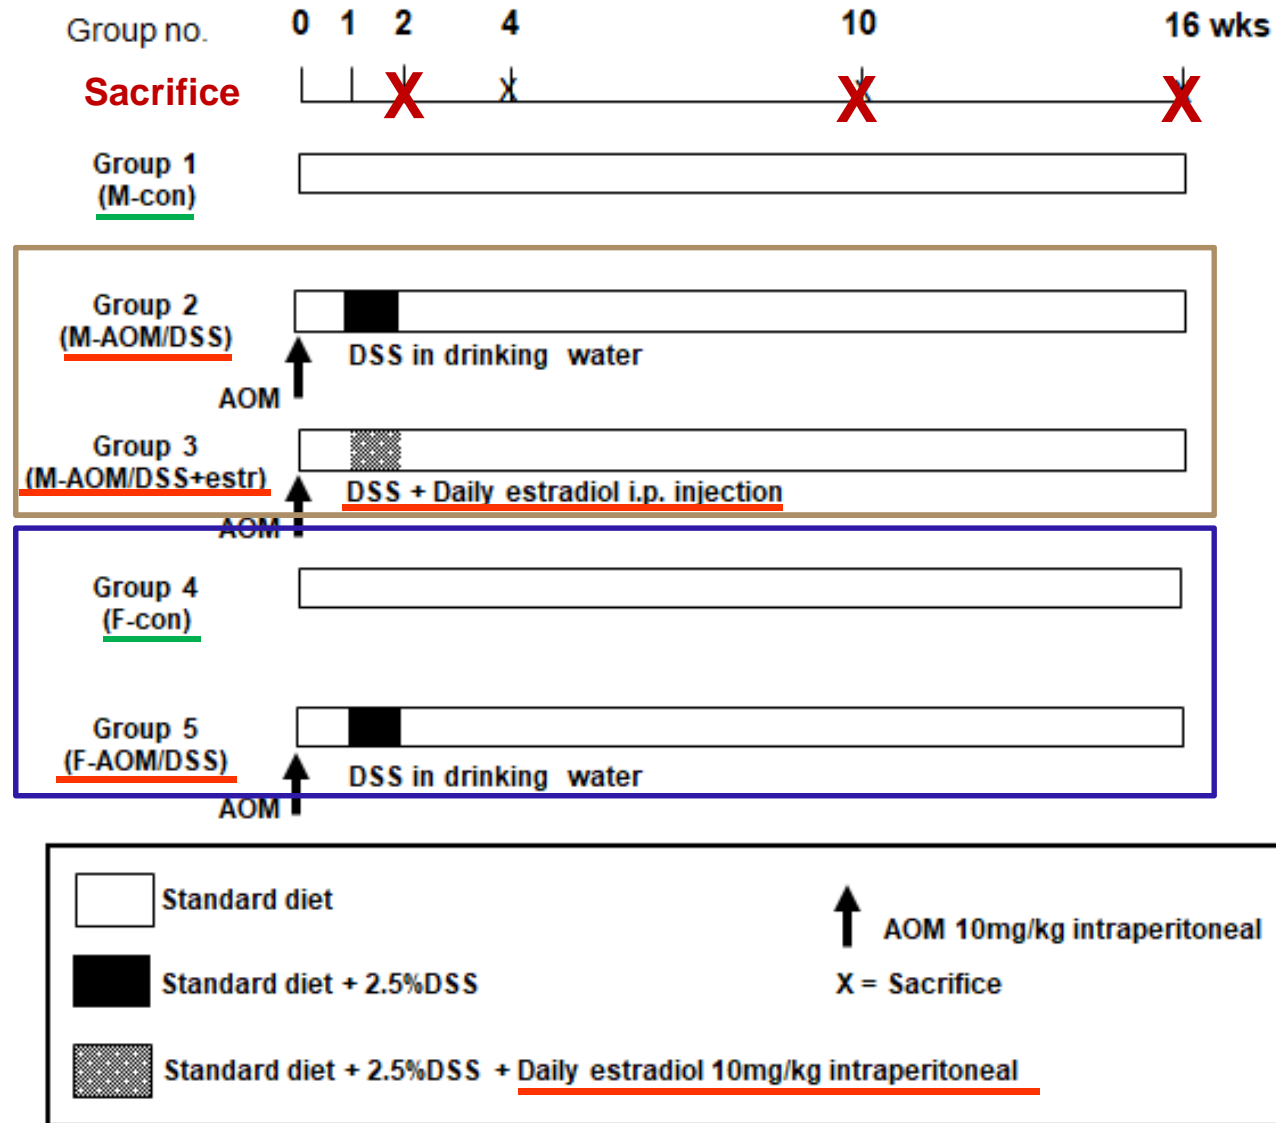 Group no. 0 1 2 4 10 16 wks
Sacrifice X X X X
Group 1
(M-con)
Group 2
(M-AOM/DSS)
DSS in drinking water
AOM
Group 3
(M-AOM/DSS+estr)
DSS + Daily estradiol i.p. injection
AOM
Group 4
(F-con)
Group 5
(F-AOM/DSS)
DSS in drinking water
AOM
Standard diet
AOM 10mg/kg intraperitoneal
Standard diet + 2.5%DSS
X = Sacrifice
Standard diet + 2.5%DSS + Daily estradiol 10mg/kg intraperitoneal